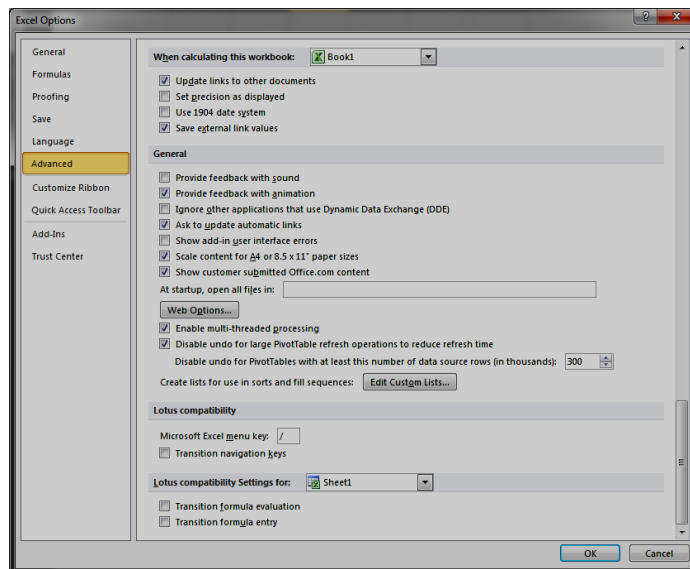 Excel Options
General
Formulas
Proofing
Save
Language
Advanced
Customize Ribbon
Quick Access Toolbar
Add-Ins
Trust Center
When calculating this workbook: Book1
Update links to other documents
Set precision as displayed
Use 1904 date system
Save external link values
General
Provide feedback with sound
Provide feedback with animation
Ignore other applications that use Dynamic Data Exchange (DDE)
Ask to update automatic links
Show add-in user interface errors
Scale content for A4 or 8.5 x 11" paper sizes
Show customer submitted Office.com content
At startup, open all files in:
Web Options...
Enable multi-threaded processing
Disable undo for large PivotTable refresh operations to reduce refresh time
Disable undo for PivotTables with at least this number of data source rows (in thousands): 300
Create lists for use in sorts and fill sequences: Edit Custom Lists...
Lotus compatibility
Microsoft Excel menu key: /
Transition navigation keys
Lotus compatibility Settings for: Sheet1
Transition formula evaluation
Transition formula entry
OK Cancel